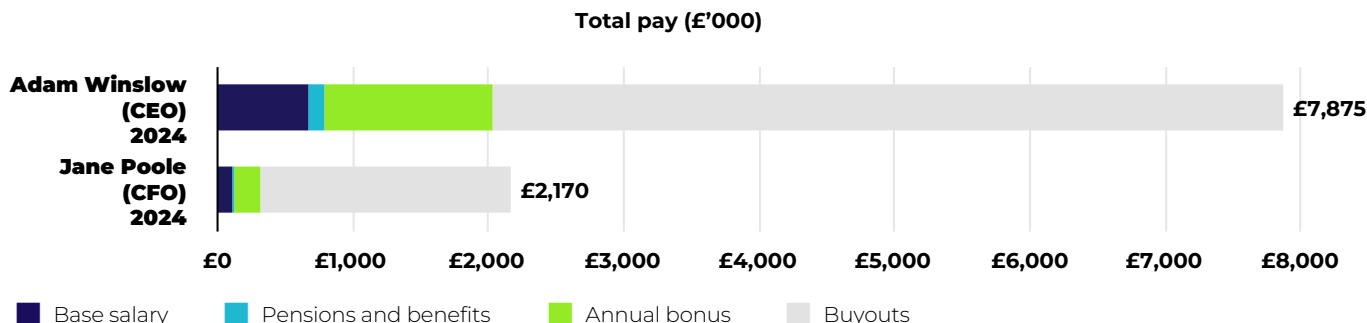 Total pay (£’000)
Adam Winslow
(CEO)
2024
£7,875
Jane Poole
(CFO)
2024
£2,170
£0 £1,000 £2,000 £3,000 £4,000 £5,000 £6,000 £7,000 £8,000
Base salary Pensions and benefits Annual bonus Buyouts